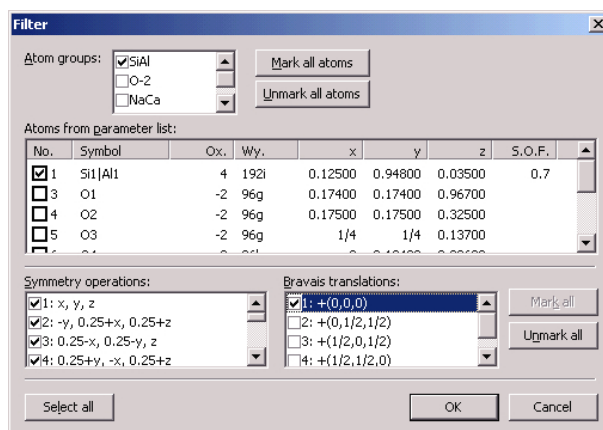 Filter
Atom groups:
SiAl
O-2
NaCa
Mark all atoms
Unmark all atoms
Atoms from parameter list:
No. Symbol Ox. Wy. x y z S.O.F.
1 Si1|Al1 4 192i 0.12500 0.94800 0.03500 0.7
3 O1 -2 96g 0.17400 0.17400 0.96700
4 O2 -2 96g 0.17500 0.17500 0.32500
5 O3 -2 96g 1/4 1/4 0.13700
Symmetry operations:
1: x, y, z
2: -y, 0.25+x, 0.25+z
3: 0.25-x, 0.25-y, z
4: 0.25+y, -x, 0.25+z
Bravais translations:
1: +(0,0,0)
2: +(0,1/2,1/2)
3: +(1/2,0,1/2)
4: +(1/2,1/2,0)
Mark all
Unmark all
Select all
OK
Cancel